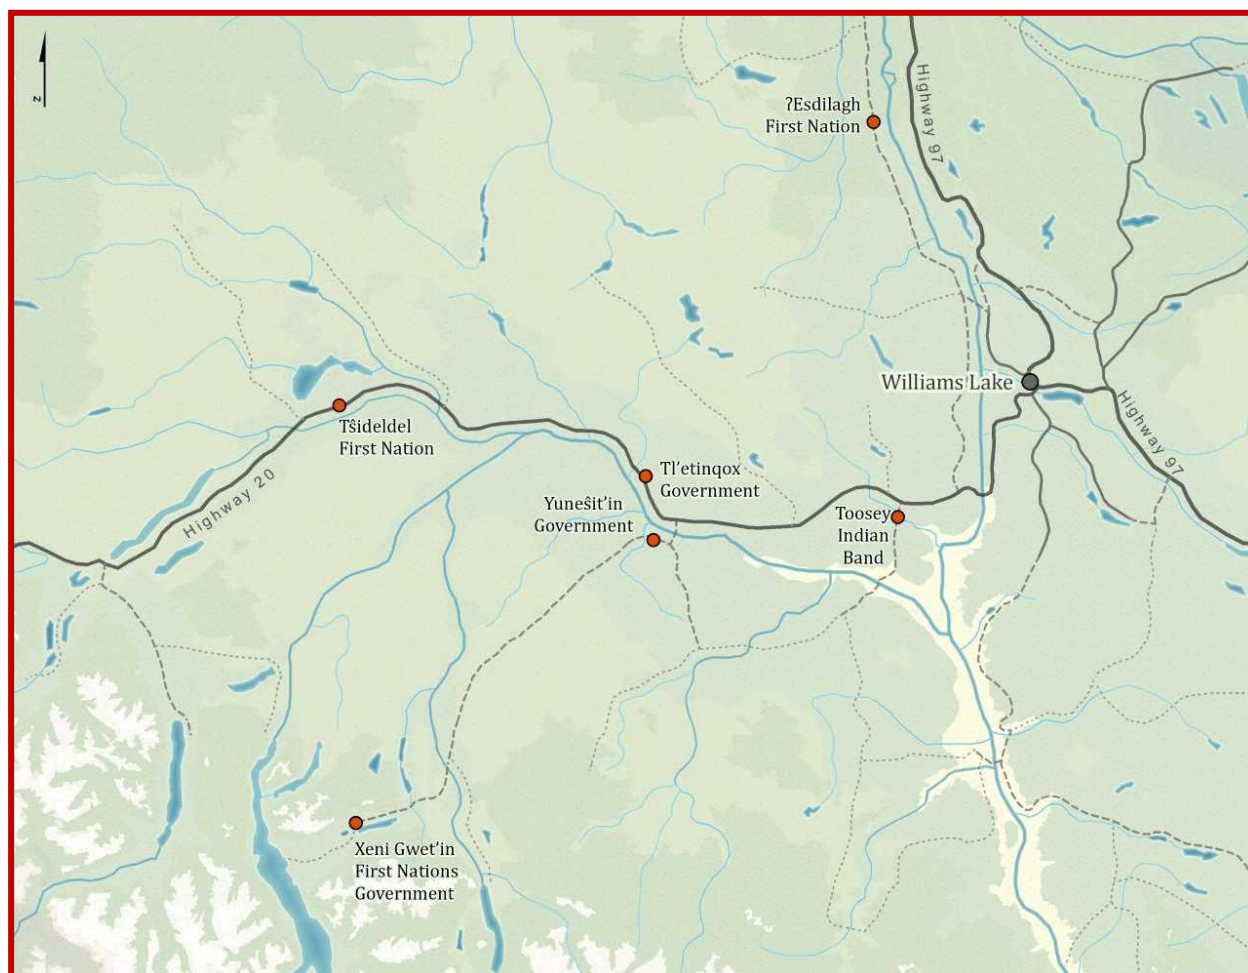 z
ʔEsdilagh
First Nation
Highway 97
Williams Lake
Highway 97
Tŝideldel
First Nation
Highway 20
Tl’etinqox
Government
Yuneŝit’in
Government
Toosey
Indian
Band
Xeni Gwet’in
First Nations
Government